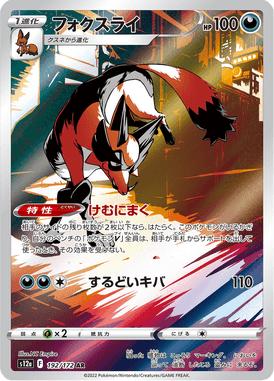 1進化 フォクスライ HP100
クスネから進化
特性 けむにまく
相手のサイドの残り枚数が2枚以下なら、はたらく。このポケモンがいるかぎ
り、自分のベンチの「ポケモンV」全員は、相手が手札からサポートを出して
使ったとき、その効果を受けない。
するどいキバ 110
弱点 ×2 抵抗力 にげる
Illus. NC Empire
s12a F 192/172 AR
©2022 Pokémon/Nintendo/Creatures/GAME FREAK.